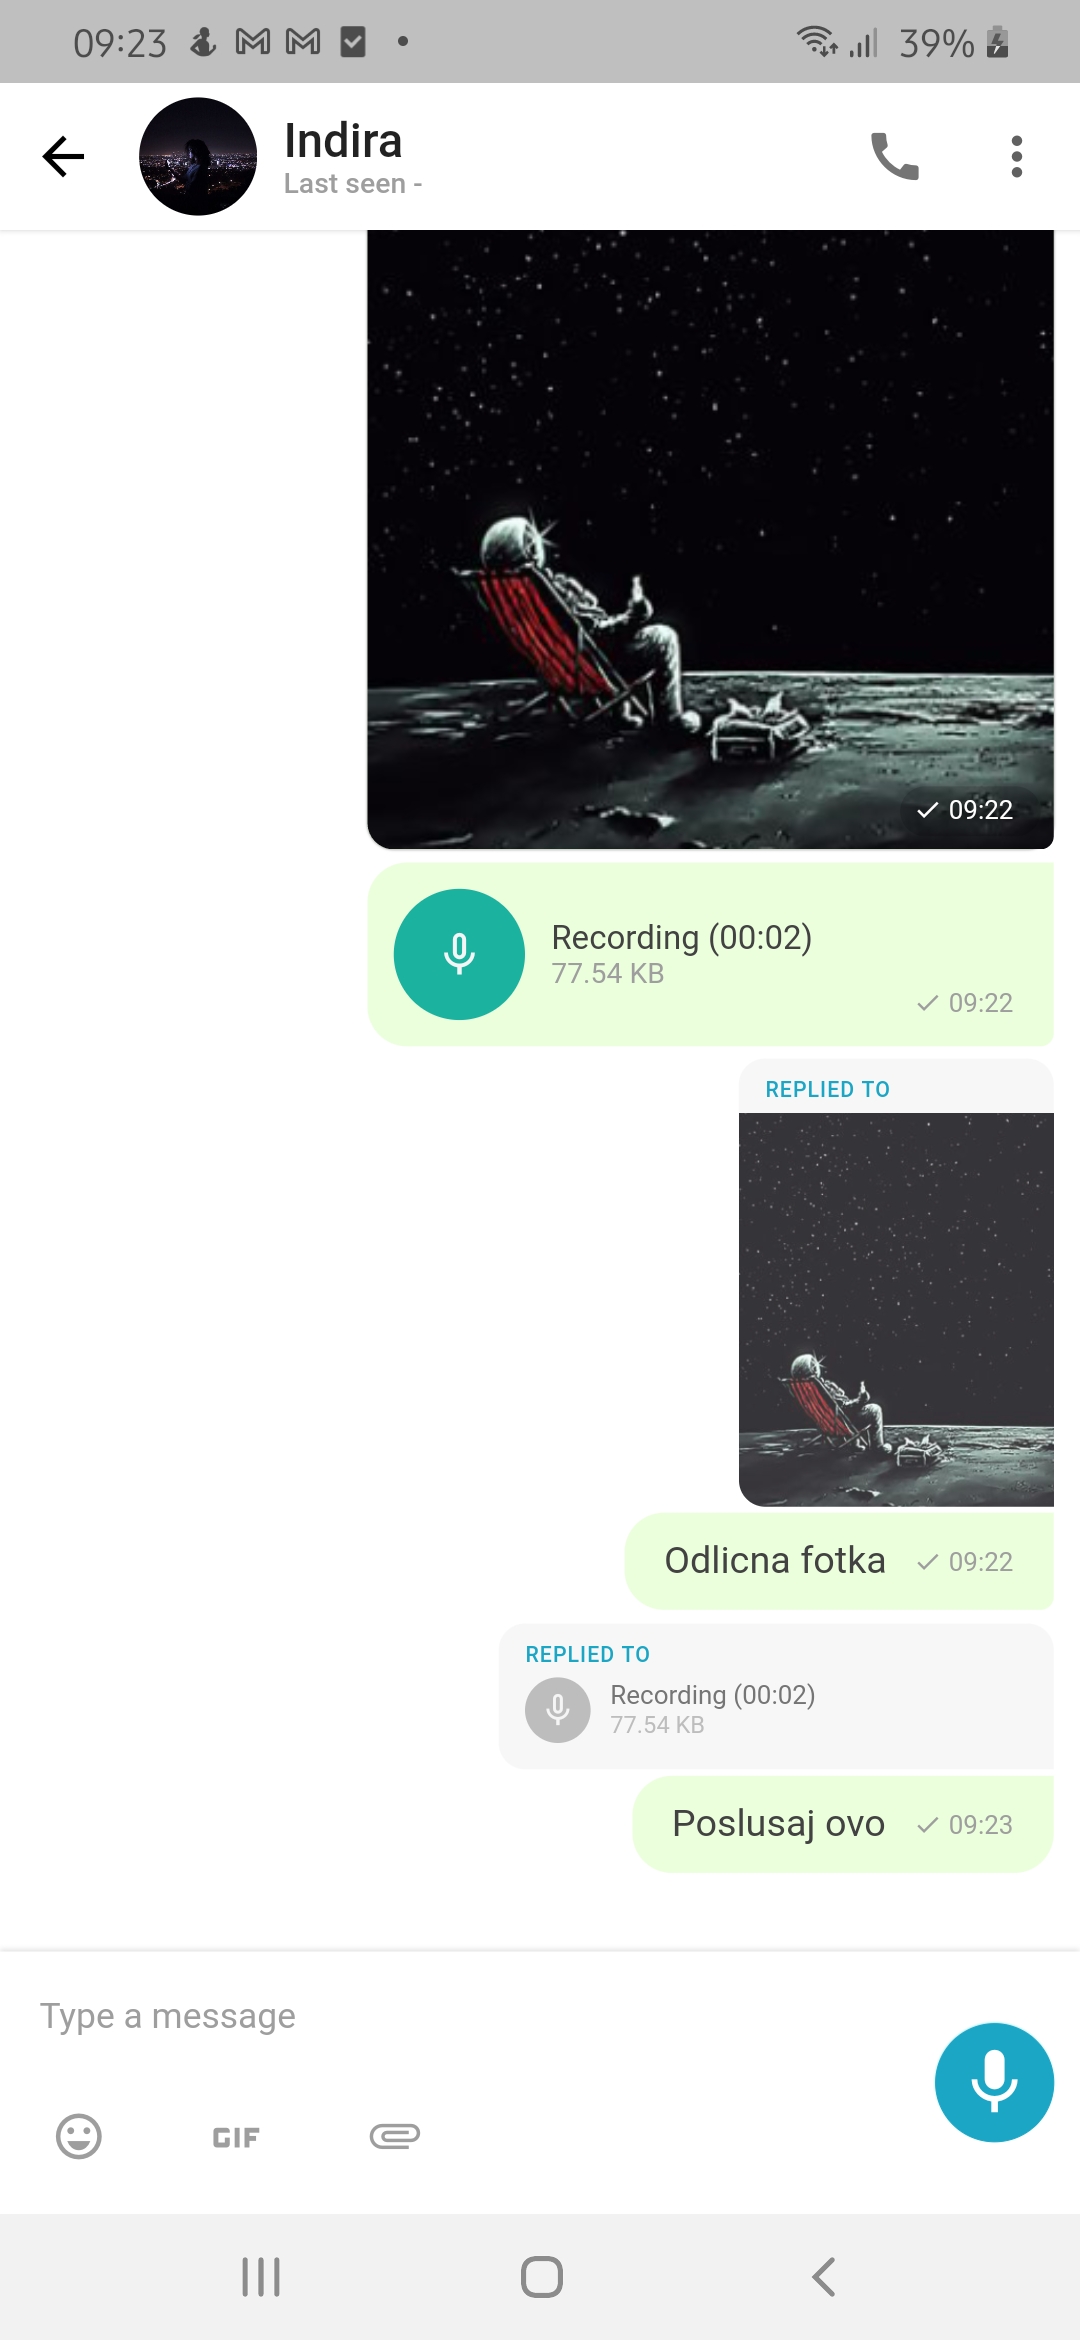 09:23
39%
Indira
Last seen -
09:22
Recording (00:02)
77.54 KB
09:22
REPLIED TO
Odlicna fotka
09:22
REPLIED TO
Recording (00:02)
77.54 KB
Poslusaj ovo
09:23
Type a message
GIF